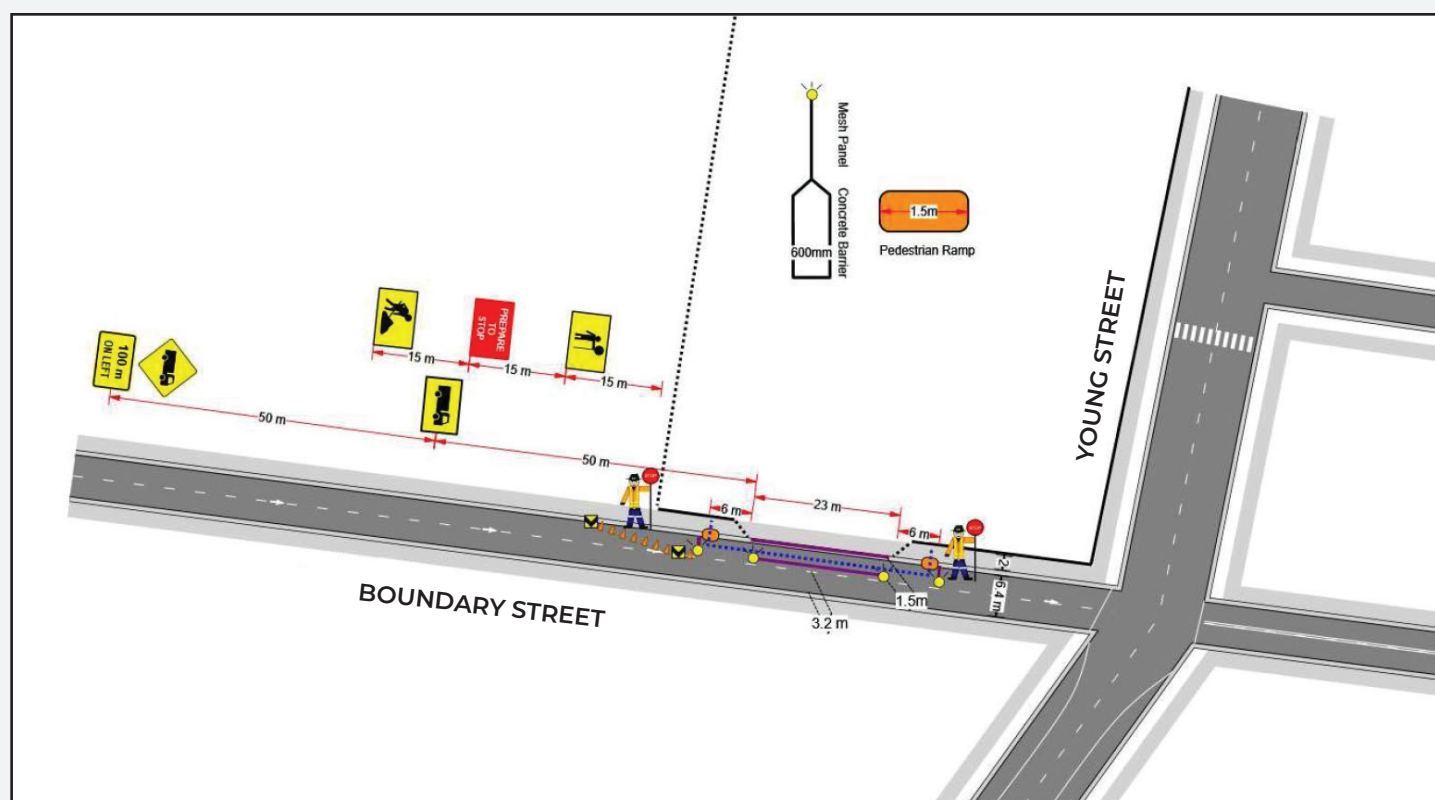 Mesh Panel
Concrete Barrier
600mm
1.5m
Pedestrian Ramp
YOUNG STREET
100 m
ON LEFT
PREPARE
TO
STOP
15 m
15 m
15 m
50 m
50 m
23 m
6 m
6 m
STOP
STOP
2
6.4 m
1.5m
3.2 m
BOUNDARY STREET